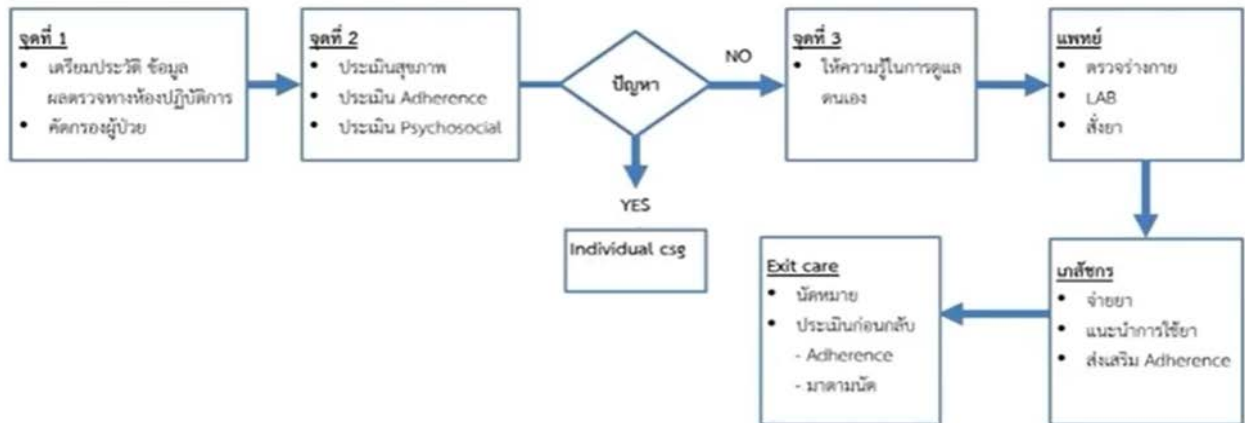 จุดที่ 1
• เตรียมประวัติ ข้อมูล
ผลตรวจทางห้องปฏิบัติการ
• คัดกรองผู้ป่วย
จุดที่ 2
• ประเมินสุขภาพ
• ประเมิน Adherence
• ประเมิน Psychosocial
ปัญหา
NO
YES
Individual csg
จุดที่ 3
• ให้ความรู้ในการดูแล
ตนเอง
แพทย์
• ตรวจร่างกาย
• LAB
• สั่งยา
เภสัชกร
• จ่ายยา
• แนะนำการใช้ยา
• ส่งเสริม Adherence
Exit care
• นัดหมาย
• ประเมินก่อนกลับ
- Adherence
- มาตามนัด